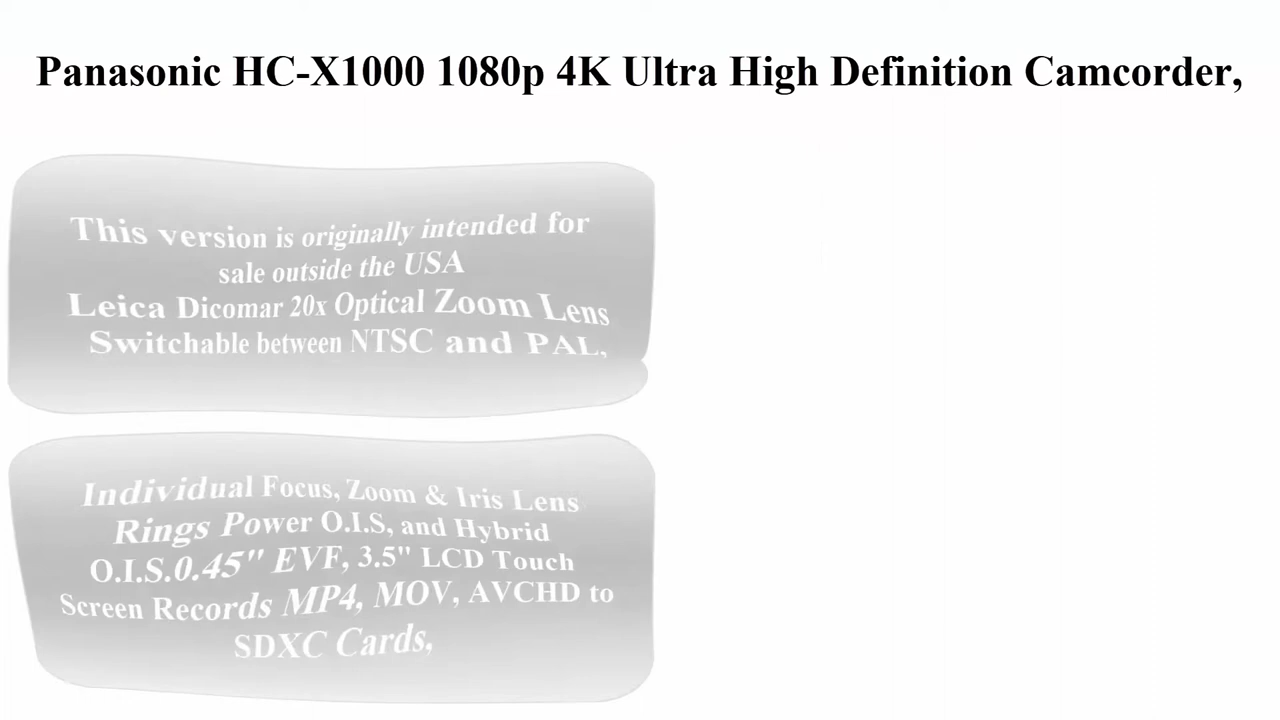 Panasonic HC-X1000 1080p 4K Ultra High Definition Camcorder,
This version is originally intended for
sale outside the USA
Leica Dicomar 20x Optical Zoom Lens
Switchable between NTSC and PAL,
Individual Focus, Zoom & Iris Lens
Rings Power O.I.S, and Hybrid
O.I.S.0.45" EVF, 3.5" LCD Touch
Screen Records MP4, MOV, AVCHD to
SDXC Cards,